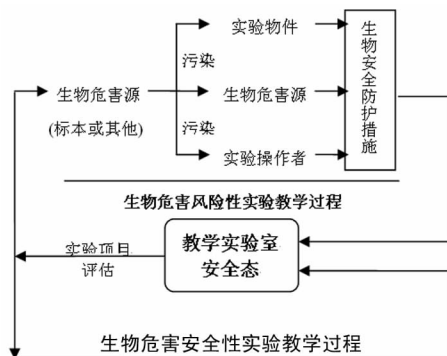 实验物件
污染
生物危害源
生物危害源
(标本或其他)
污染
实验操作者
生物安全防护措施
生物危害风险性实验教学过程
教学实验室
安全态
实验项目
评估
生物危害安全性实验教学过程